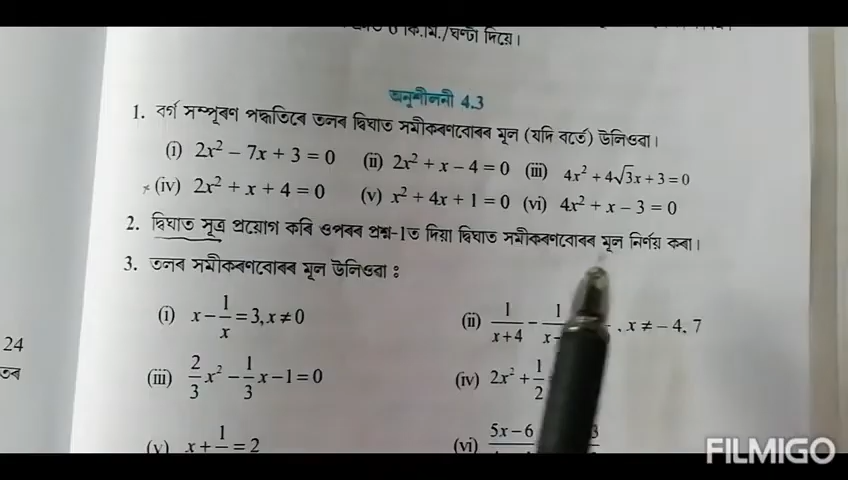 কি.মি./ঘণ্টা দিয়ে।
অনুশীলনী 4.3
1. বৰ্গ সম্পূৰণ পদ্ধতিৰে তলৰ দ্বিঘাত সমীকৰণবোৰৰ মূল (যদি বৰ্তে) উলিওৱা।
(i) 2x² − 7x + 3 = 0 (ii) 2x² + x − 4 = 0 (iii) 4x² + 4√3x + 3 = 0
(iv) 2x² + x + 4 = 0 (v) x² + 4x + 1 = 0 (vi) 4x² + x − 3 = 0
2. দ্বিঘাত সূত্ৰ প্ৰয়োগ কৰি ওপৰৰ প্ৰশ্ন-1ত দিয়া দ্বিঘাত সমীকৰণবোৰৰ মূল নিৰ্ণয় কৰা।
3. তলৰ সমীকৰণবোৰৰ মূল উলিওৱা :
(i) x − 1/x = 3, x ≠ 0 (ii) 1/(x+4) − 1/(x− , x ≠ − 4, 7
24
তৰ
(iii) 2/3 x² − 1/3 x − 1 = 0 (iv) 2x² + 1/2
(v) x + 1/ = 2 (vi) 5x − 6
FILMIGO